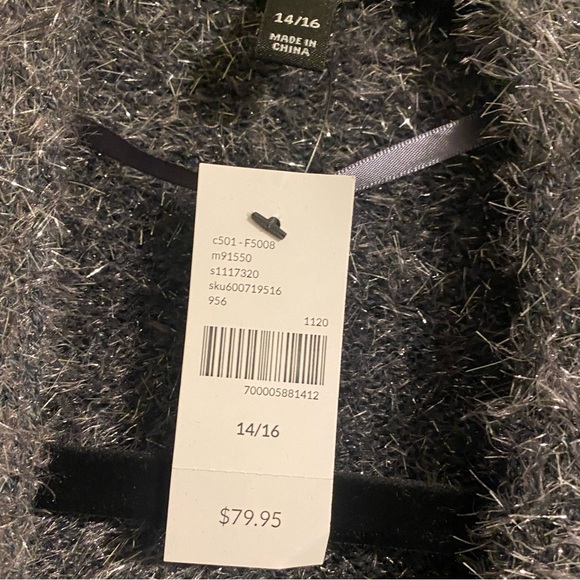 14/16
MADE IN
CHINA
c501 - F5008
m91550
s1117320
sku600719516
956
1120
700005881412
14/16
$79.95